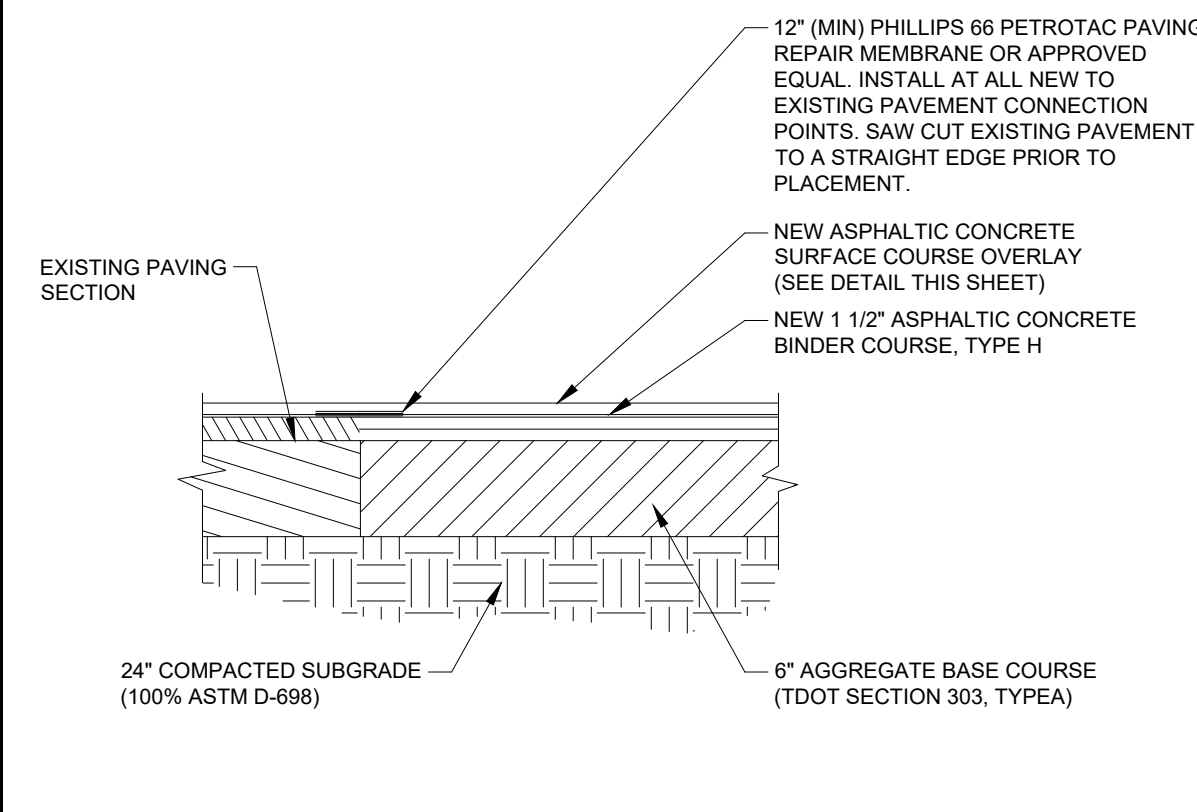 12" (MIN) PHILLIPS 66 PETROTAC PAVING
REPAIR MEMBRANE OR APPROVED
EQUAL. INSTALL AT ALL NEW TO
EXISTING PAVEMENT CONNECTION
POINTS. SAW CUT EXISTING PAVEMENT
TO A STRAIGHT EDGE PRIOR TO
PLACEMENT.
NEW ASPHALTIC CONCRETE
SURFACE COURSE OVERLAY
(SEE DETAIL THIS SHEET)
EXISTING PAVING
SECTION
NEW 1 1/2" ASPHALTIC CONCRETE
BINDER COURSE, TYPE H
24" COMPACTED SUBGRADE
(100% ASTM D-698)
6" AGGREGATE BASE COURSE
(TDOT SECTION 303, TYPEA)